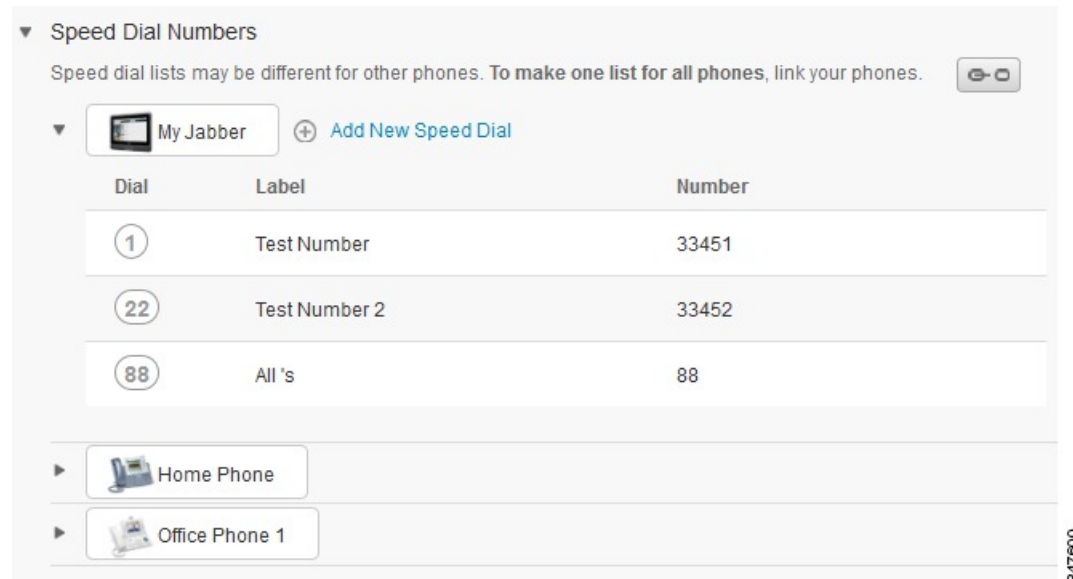 Speed Dial Numbers
Speed dial lists may be different for other phones. To make one list for all phones, link your phones.
My Jabber Add New Speed Dial
Dial Label Number
1 Test Number 33451
22 Test Number 2 33452
88 All 's 88
Home Phone
Office Phone 1